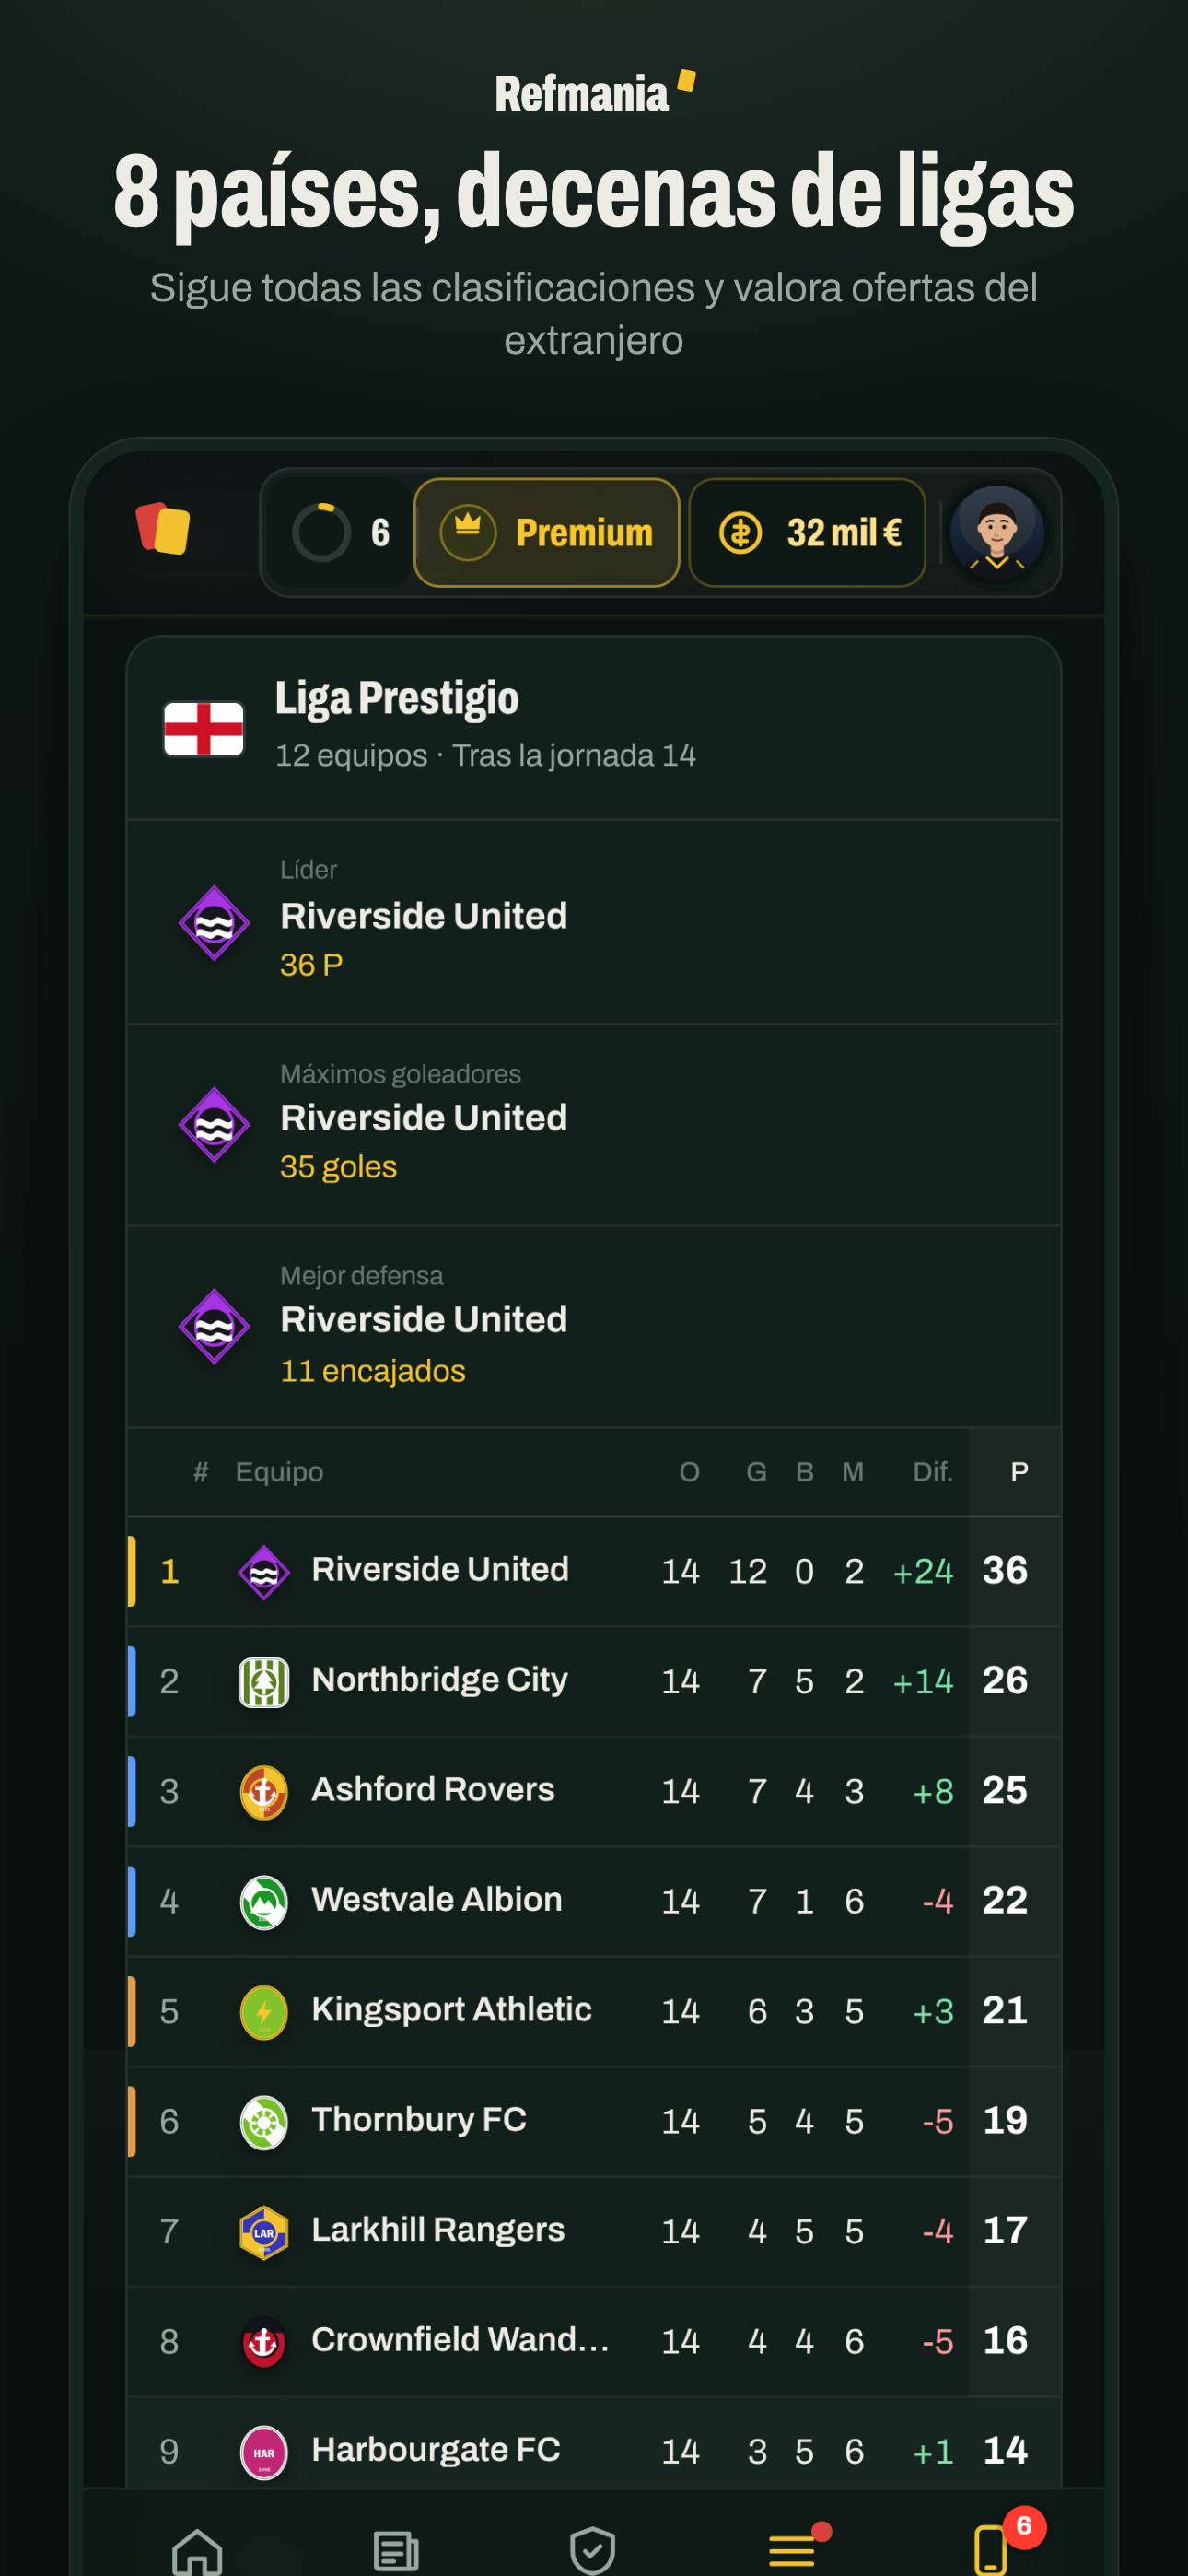 Refmania
8 países, decenas de ligas
Sigue todas las clasificaciones y valora ofertas del
extranjero
6 Premium 32 mil €
Liga Prestigio
12 equipos · Tras la jornada 14
Líder
Riverside United
36 P
Máximos goleadores
Riverside United
35 goles
Mejor defensa
Riverside United
11 encajados
# Equipo O G B M Dif. P
1 Riverside United 14 12 0 2 +24 36
2 Northbridge City 14 7 5 2 +14 26
3 Ashford Rovers 14 7 4 3 +8 25
4 Westvale Albion 14 7 1 6 -4 22
5 Kingsport Athletic 14 6 3 5 +3 21
6 Thornbury FC 14 5 4 5 -5 19
7 LAR Larkhill Rangers 14 4 5 5 -4 17
8 Crownfield Wand... 14 4 4 6 -5 16
9 HAR Harbourgate FC 14 3 5 6 +1 14
6